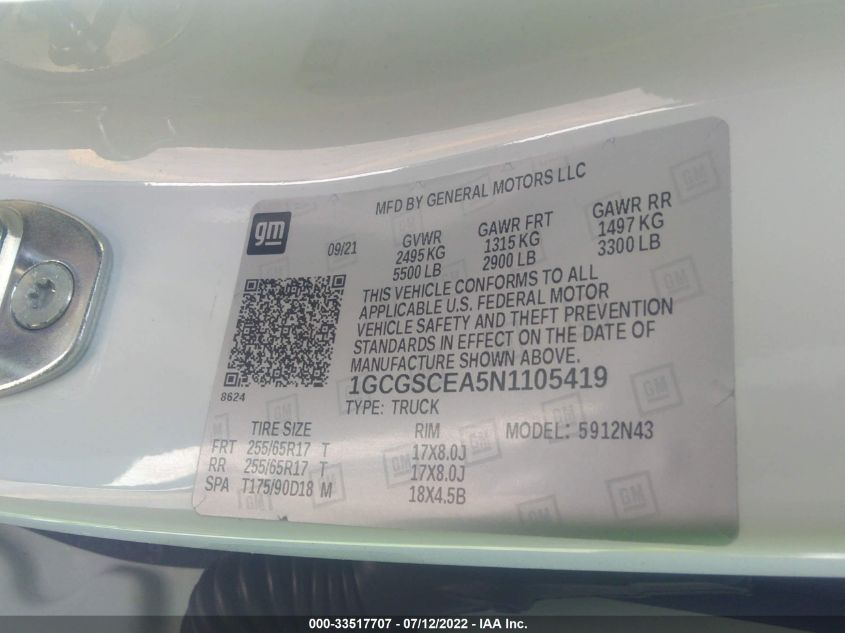 MFD BY GENERAL MOTORS LLC
gm
09/21
GVWR GAWR FRT GAWR RR
2495 KG 1315 KG 1497 KG
5500 LB 2900 LB 3300 LB
THIS VEHICLE CONFORMS TO ALL
APPLICABLE U.S. FEDERAL MOTOR
VEHICLE SAFETY AND THEFT PREVENTION
STANDARDS IN EFFECT ON THE DATE OF
MANUFACTURE SHOWN ABOVE.
8624
1GCGSCEA5N1105419
TYPE: TRUCK
TIRE SIZE RIM MODEL: 5912N43
FRT 255/65R17 T 17X8.0J
RR 255/65R17 T 17X8.0J
SPA T175/90D18 M 18X4.5B
000-33517707 - 07/12/2022 - IAA Inc.